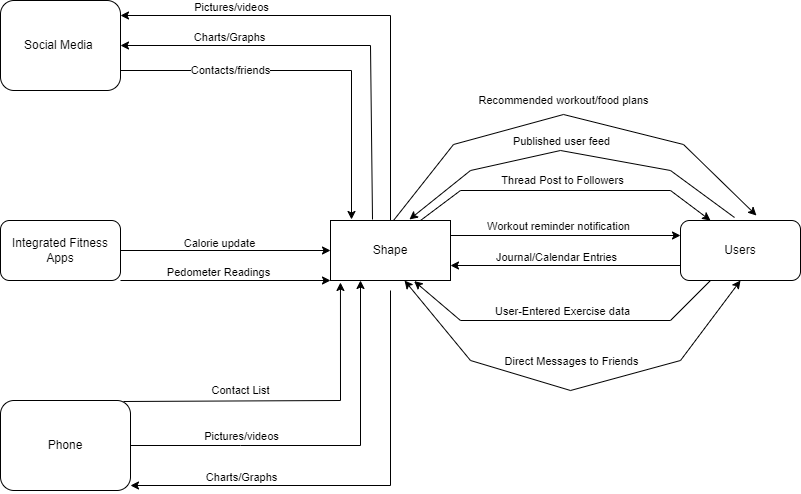 Pictures/videos
Social Media
Charts/Graphs
Contacts/friends
Recommended workout/food plans
Published user feed
Thread Post to Followers
Integrated Fitness
Apps
Calorie update
Pedometer Readings
Shape
Workout reminder notification
Journal/Calendar Entries
Users
User-Entered Exercise data
Direct Messages to Friends
Contact List
Phone
Pictures/videos
Charts/Graphs